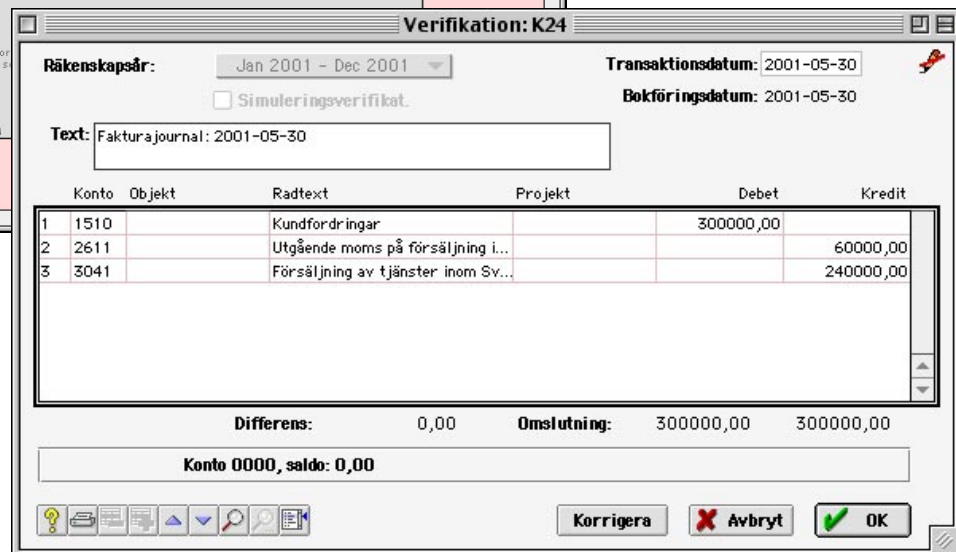 Verifikation: K24
Räkenskapsår: Jan 2001 - Dec 2001 Transaktionsdatum: 2001-05-30
Simuleringsverifikat. Bokföringsdatum: 2001-05-30
Text: Fakturajournal: 2001-05-30
Konto Objekt Radtext Projekt Debet Kredit
1 1510 Kundfordringar 300000,00
2 2611 Utgående moms på försäljning i... 60000,00
3 3041 Försäljning av tjänster inom Sv... 240000,00
Differens: 0,00 Omslutning: 300000,00 300000,00
Konto 0000, saldo: 0,00
Korrigera Avbryt OK